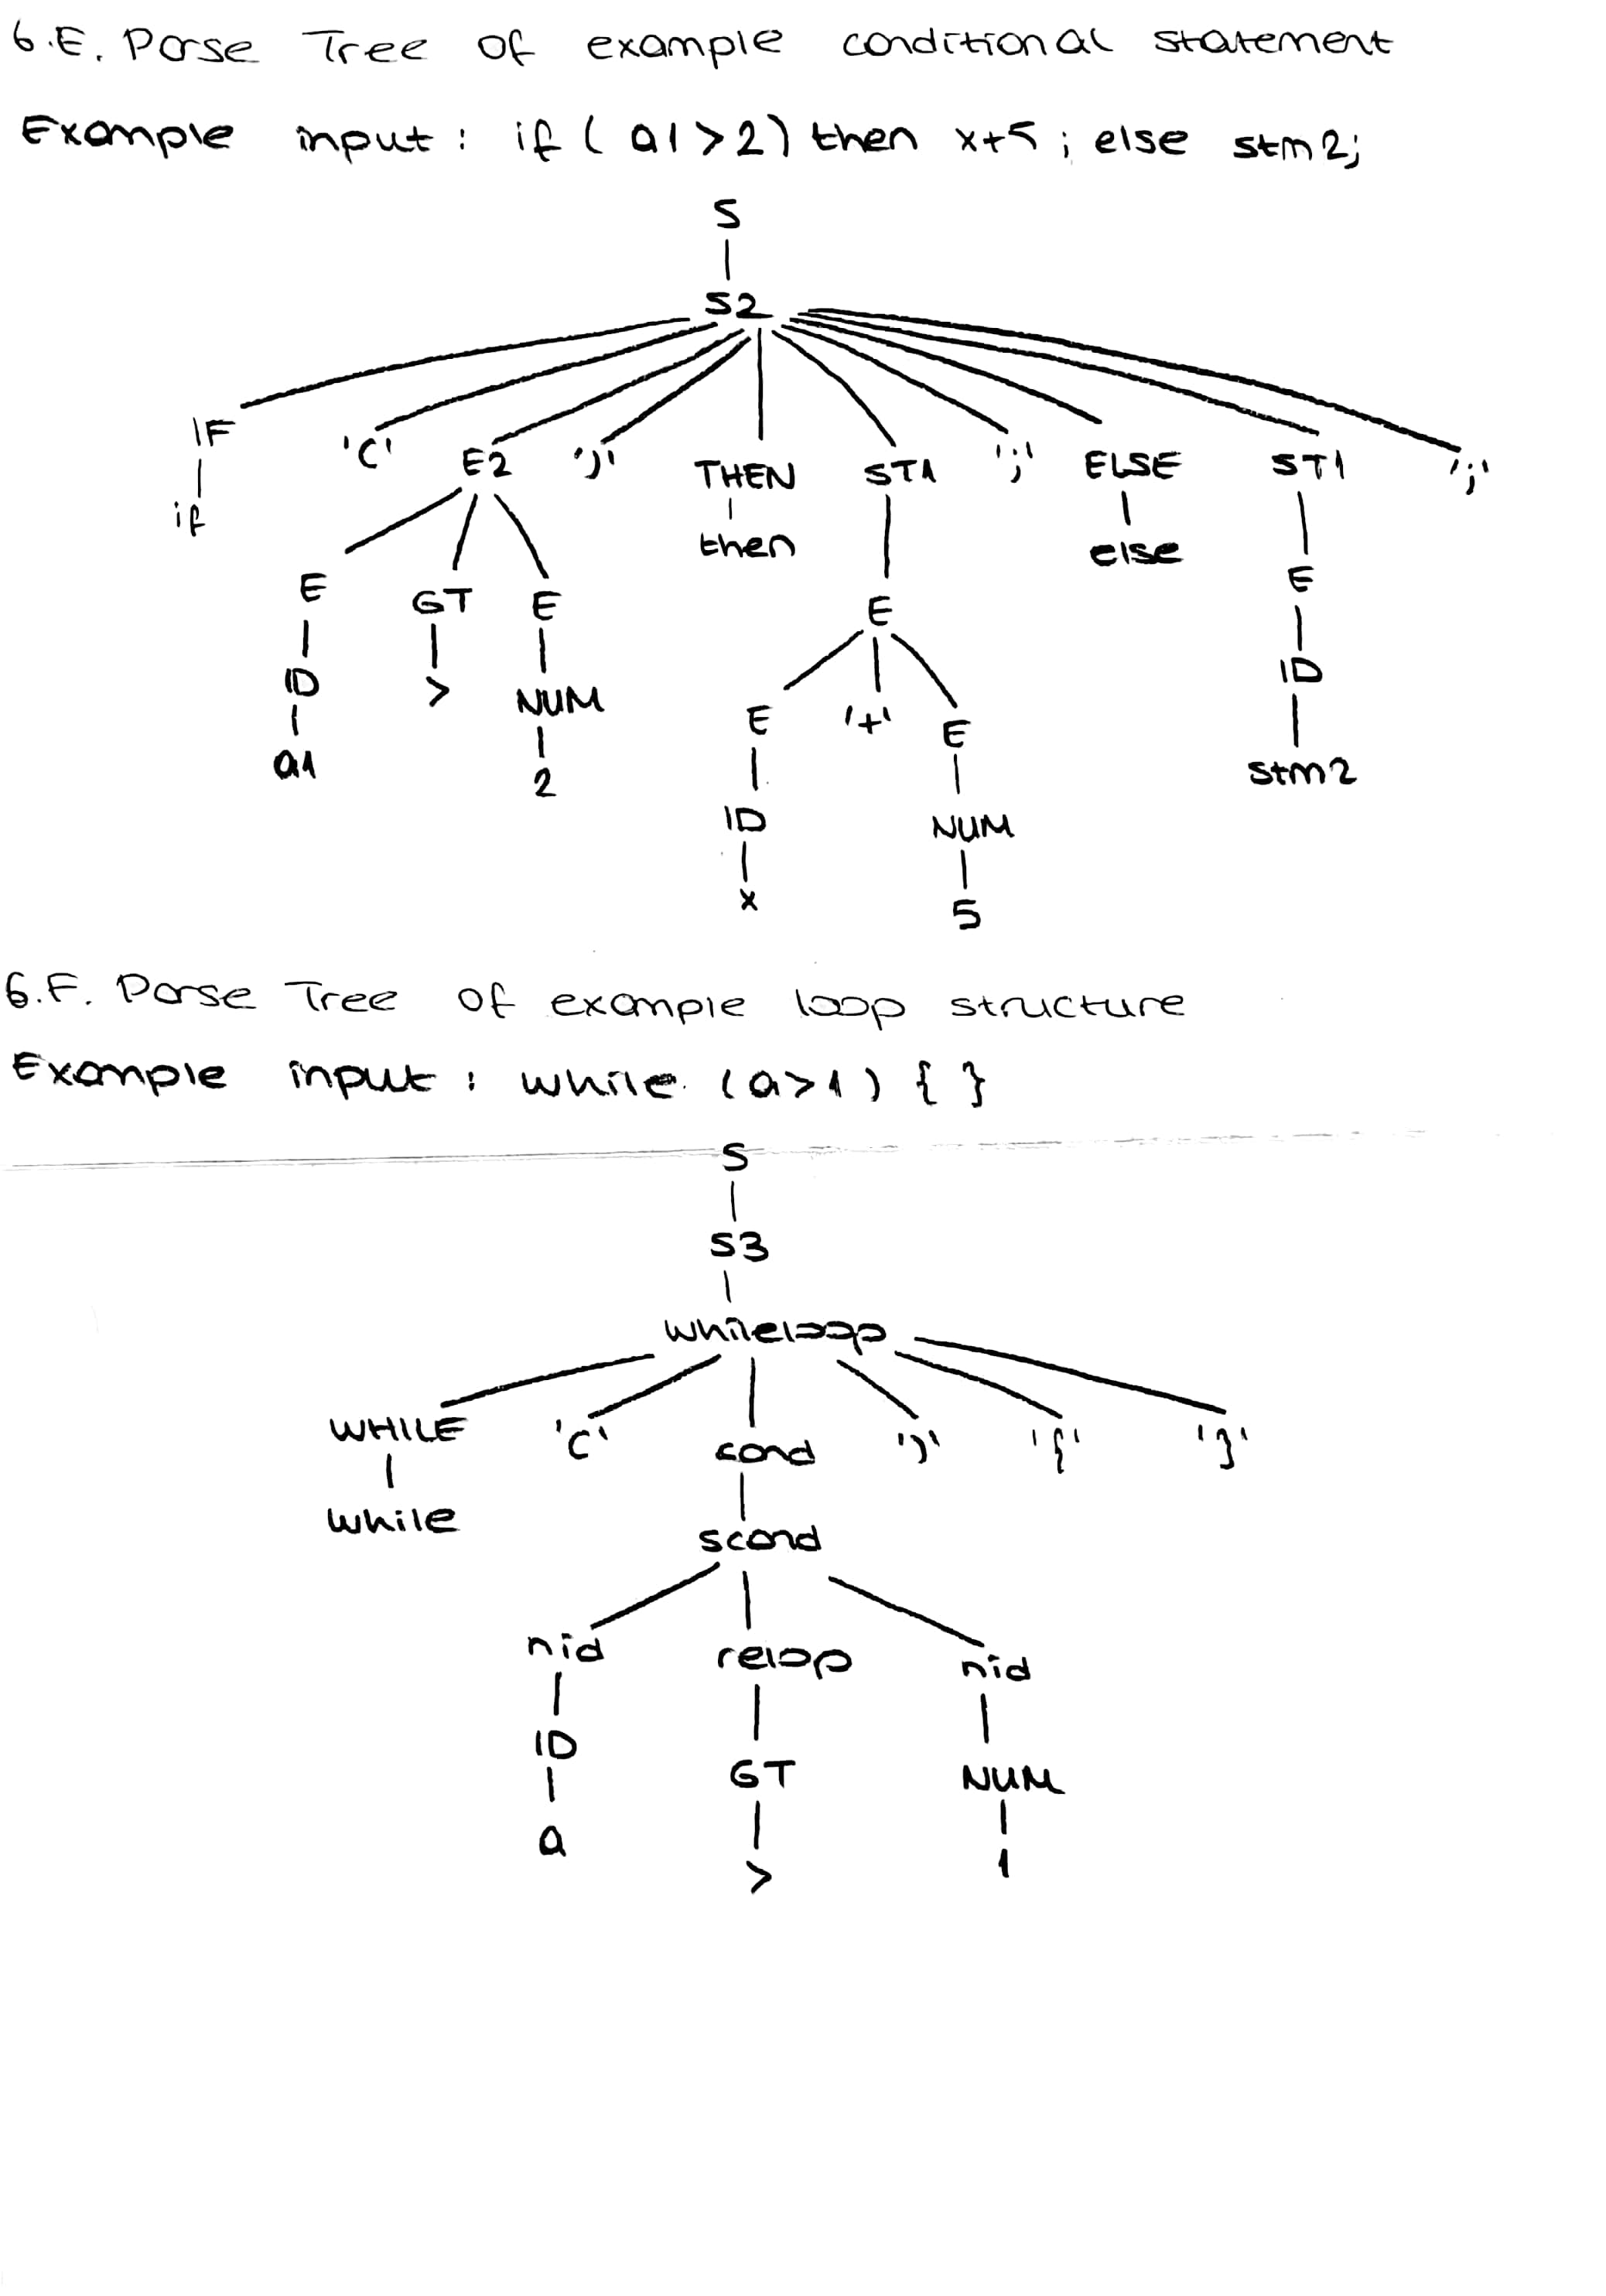 6.E. Parse Tree Of example conditional statement
Example input : if ( a1 > 2 ) then x+5 ; else stm2;
S
S2
IF '(' E2 ')' THEN ST1 ';' ELSE ST1 ';'
if then else
E GT E E E
ID > NUM E '+' E ID
a1 2 ID NUM stm2
x 5
6.F. Parse Tree Of example loop structure
Example input : while (a>1) { }
S
S3
whileloop
WHILE '(' cond ')' '{' '}'
while scond
nid relop nid
ID GT NUM
a > 1